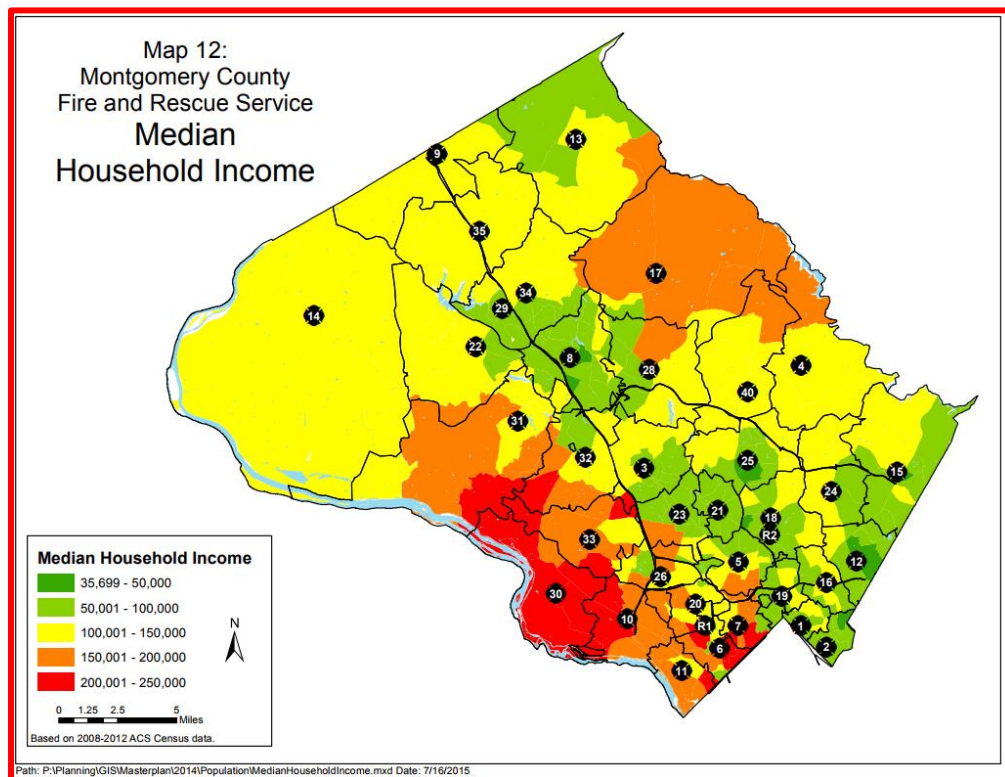 Map 12:
Montgomery County
Fire and Rescue Service
Median
Household Income
13
9
35
17
34
29
14
22
8
28
4
40
31
32
3
25
15
24
23
21
18
R2
33
5
12
26
16
30
20
19
10
R1
7
1
6
2
11
Median Household Income
35,699 - 50,000
50,001 - 100,000
100,001 - 150,000
150,001 - 200,000
200,001 - 250,000
N
0 1.25 2.5 5
Miles
Based on 2008-2012 ACS Census data.
Path: P:\Planning\GIS\Masterplan\2014\Population\MedianHouseholdIncome.mxd Date: 7/16/2015